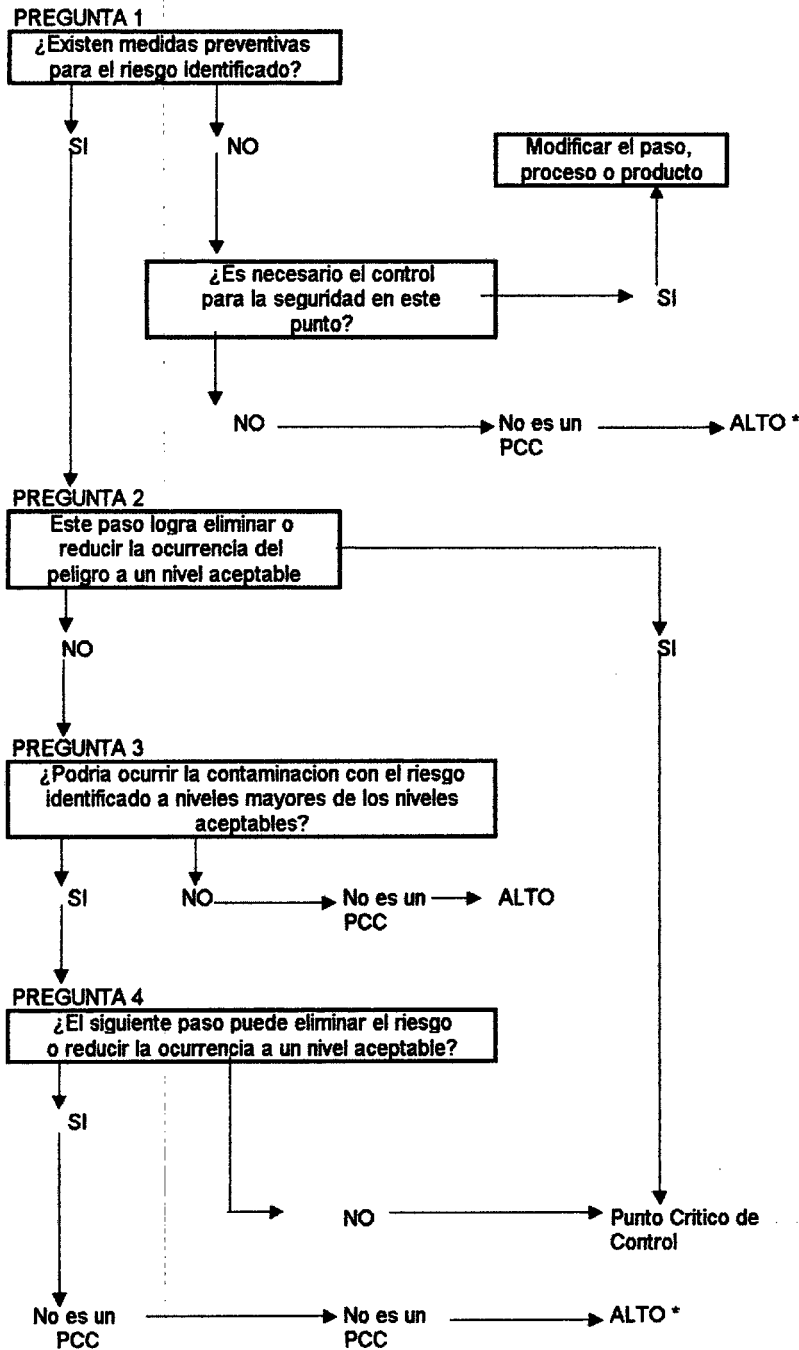 PREGUNTA 1
¿Existen medidas preventivas
para el riesgo identificado?
SI
NO
Modificar el paso,
proceso o producto
¿Es necesario el control
para la seguridad en este
punto?
SI
NO
No es un
PCC
ALTO *
PREGUNTA 2
Este paso logra eliminar o
reducir la ocurrencia del
peligro a un nivel aceptable
NO
SI
PREGUNTA 3
¿Podria ocurrir la contaminacion con el riesgo
identificado a niveles mayores de los niveles
aceptables?
SI
NO
No es un
PCC
ALTO
PREGUNTA 4
¿El siguiente paso puede eliminar el riesgo
o reducir la ocurrencia a un nivel aceptable?
SI
NO
Punto Critico de
Control
No es un
PCC
No es un
PCC
ALTO *